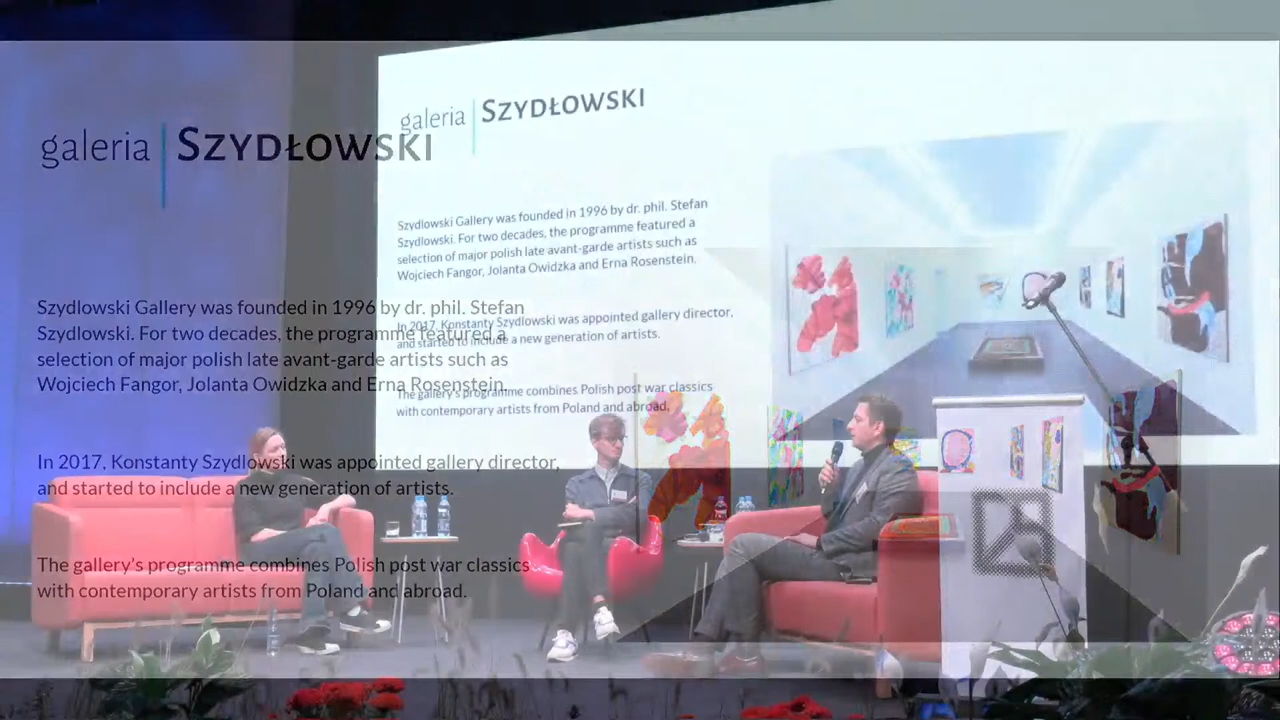 galeria | SZYDŁOWSKI
Szydlowski Gallery was founded in 1996 by dr. phil. Stefan
Szydlowski. For two decades, the programme featured a
selection of major polish late avant-garde artists such as
Wojciech Fangor, Jolanta Owidzka and Erna Rosenstein.
In 2017, Konstanty Szydlowski was appointed gallery director,
and started to include a new generation of artists.
The gallery's programme combines Polish post war classics
with contemporary artists from Poland and abroad.
galeria | SZYDŁOWSKI
Szydlowski Gallery was founded in 1996 by dr. phil. Stefan
Szydlowski. For two decades, the programme featured a
selection of major polish late avant-garde artists such as
Wojciech Fangor, Jolanta Owidzka and Erna Rosenstein.
In 2017, Konstanty Szydlowski was appointed gallery director,
and started to include a new generation of artists.
The gallery's programme combines Polish post war classics
with contemporary artists from Poland and abroad.